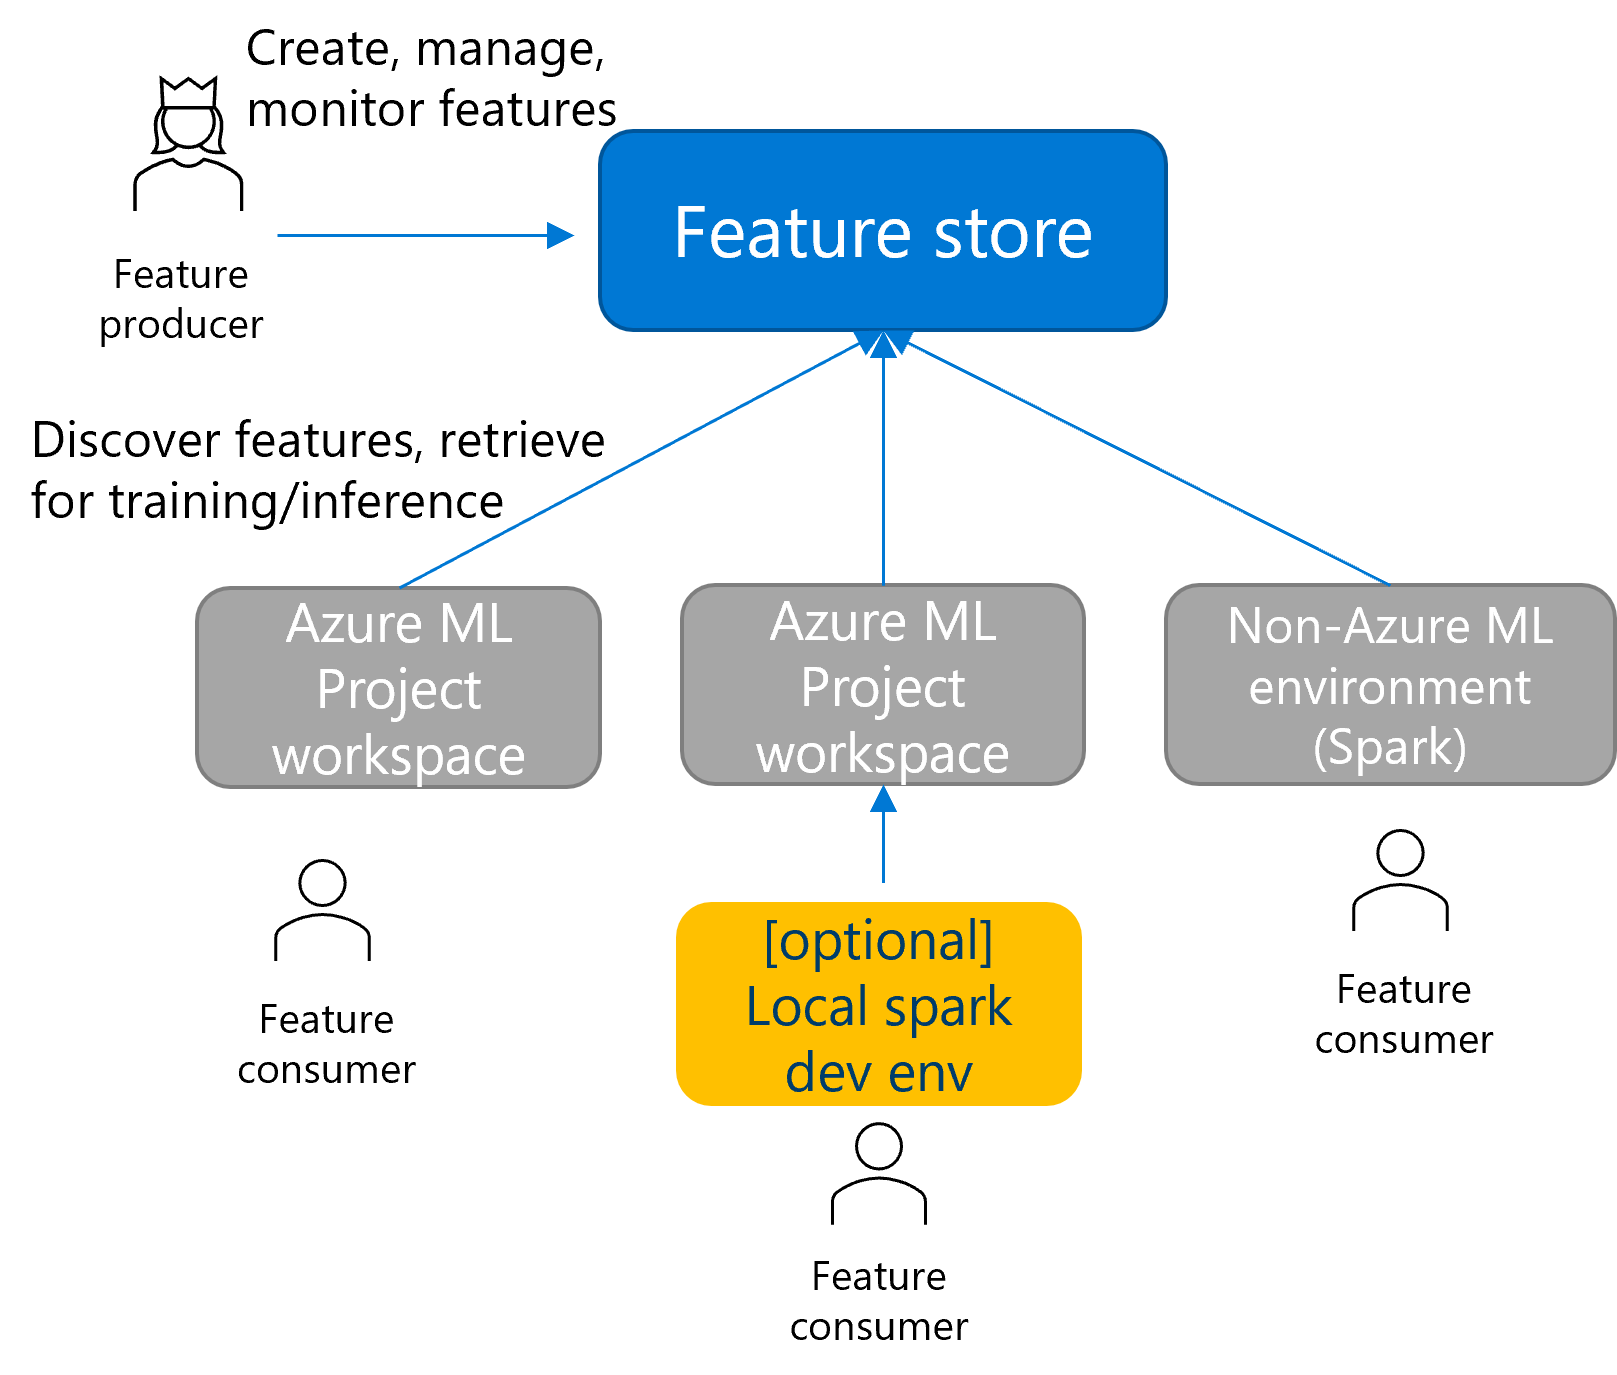 Create, manage,
monitor features
Feature
producer
Feature store
Discover features, retrieve
for training/inference
Azure ML
Project
workspace
Azure ML
Project
workspace
Non-Azure ML
environment
(Spark)
Feature
consumer
[optional]
Local spark
dev env
Feature
consumer
Feature
consumer